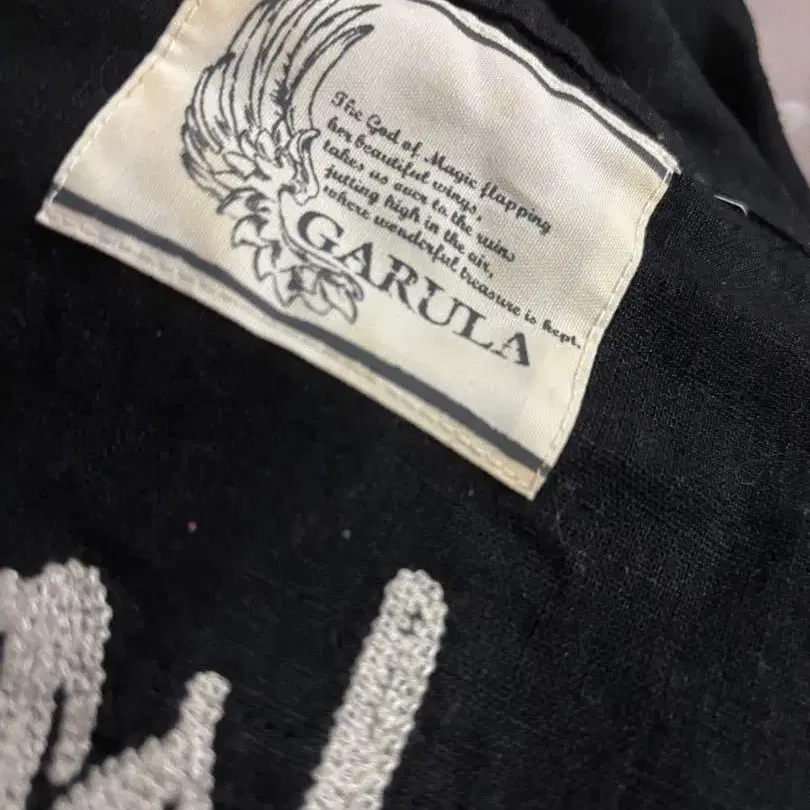 The God of Magic flapping
her beautiful wings,
takes us over to the ruins
jutting high in the air,
where wonderful treasure is kept.
GARULA